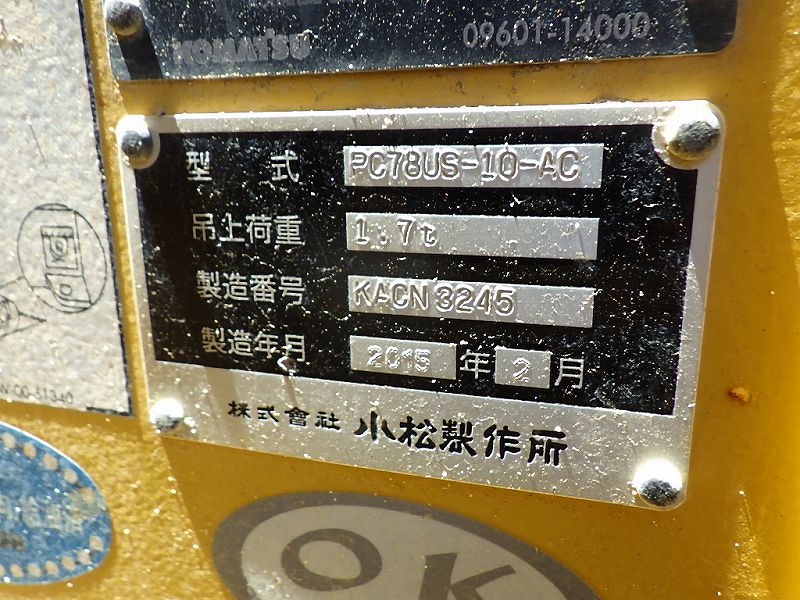 KOMATSU 09601-14000
型 式 PC78US-10-AC
吊上荷重 1.7t
製造番号 KACN 3245
製造年月 2015 年 2 月
株式會社 小松製作所
OK